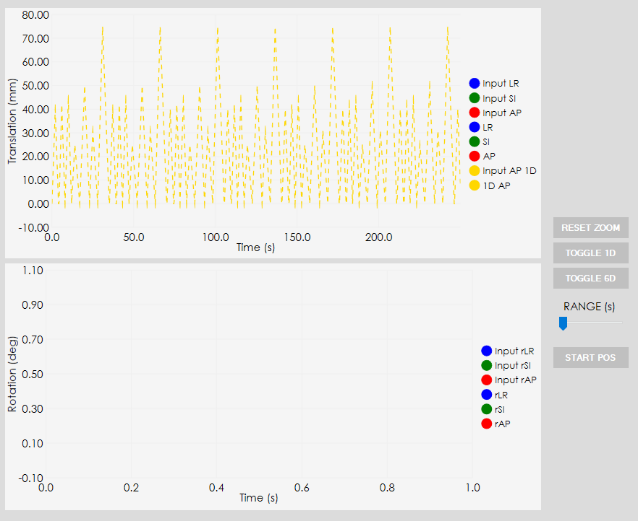 80.00
70.00
60.00
50.00
40.00
30.00
20.00
10.00
0.00
-10.00
Translation (mm)
0.0 50.0 100.0 150.0 200.0
Time (s)
Input LR
Input SI
Input AP
LR
SI
AP
Input AP 1D
1D AP
1.10
0.90
0.70
0.50
0.30
0.10
-0.10
Rotation (deg)
0.0 0.2 0.4 0.6 0.8 1.0
Time (s)
Input rLR
Input rSI
Input rAP
rLR
rSI
rAP
RESET ZOOM
TOGGLE 1D
TOGGLE 6D
RANGE (s)
START POS